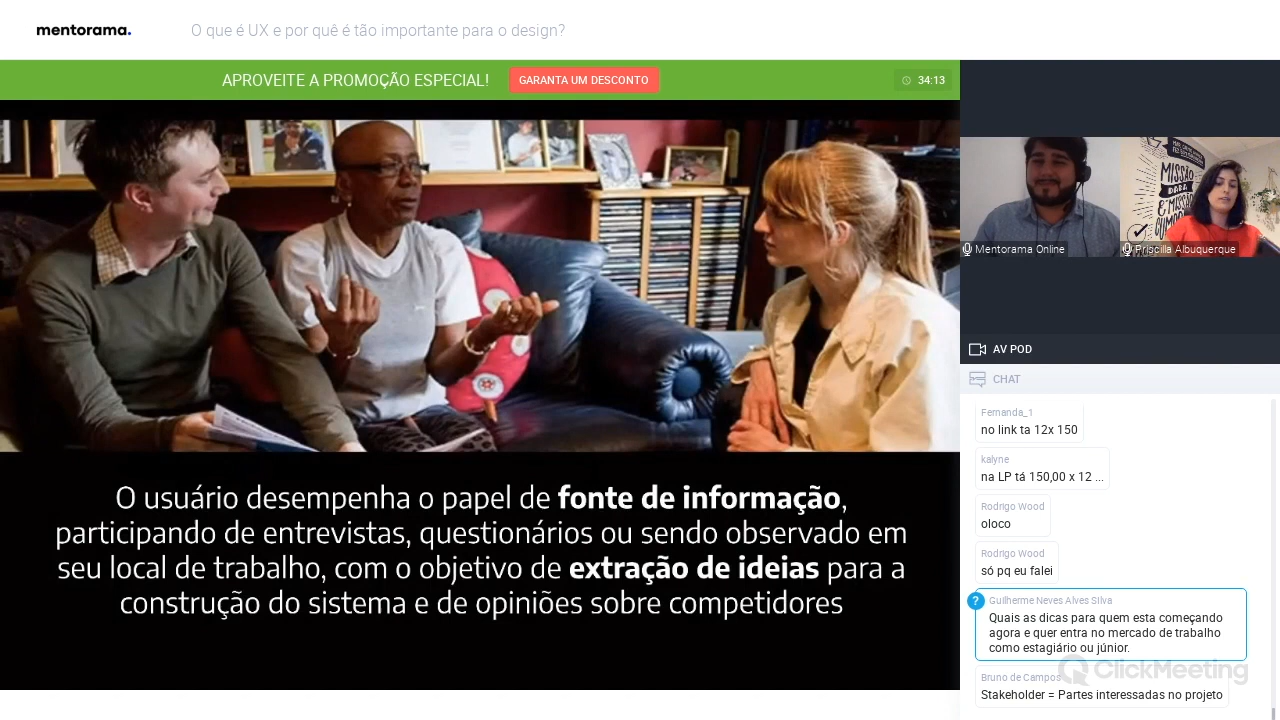 mentorama.
O que é UX e por quê é tão importante para o design?
APROVEITE A PROMOÇÃO ESPECIAL!
GARANTA UM DESCONTO
34:13
O usuário desempenha o papel de fonte de informação,
participando de entrevistas, questionários ou sendo observado em
seu local de trabalho, com o objetivo de extração de ideias para a
construção do sistema e de opiniões sobre competidores
MISSÃO
DADA
É MISSÃO
Mentorama Online
Priscilla Albuquerque
AV POD
CHAT
Fernanda_1
no link ta 12x 150
kalyne
na LP tá 150,00 x 12 ...
Rodrigo Wood
oloco
Rodrigo Wood
só pq eu falei
?
Guilherme Neves Alves SIlva
Quais as dicas para quem esta começando
agora e quer entra no mercado de trabalho
como estagiário ou júnior.
ClickMeeting
Bruno de Campos
Stakeholder = Partes interessadas no projeto